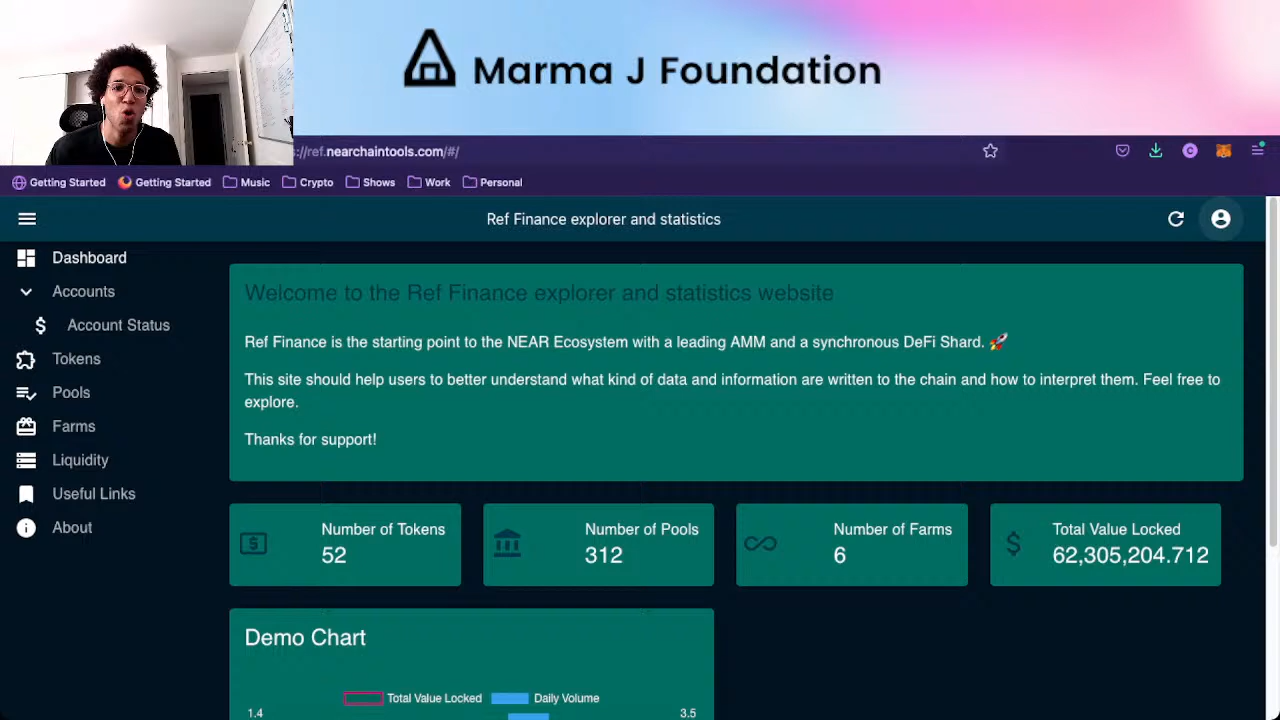 Marma J Foundation
://ref.nearchaintools.com/#/
C
Getting Started
Getting Started
Music
Crypto
Shows
Work
Personal
Ref Finance explorer and statistics
Dashboard
Accounts
$ Account Status
Tokens
Pools
Farms
Liquidity
Useful Links
About
Welcome to the Ref Finance explorer and statistics website
Ref Finance is the starting point to the NEAR Ecosystem with a leading AMM and a synchronous DeFi Shard. 🚀
This site should help users to better understand what kind of data and information are written to the chain and how to interpret them. Feel free to
explore.
Thanks for support!
Number of Tokens
52
Number of Pools
312
Number of Farms
6
Total Value Locked
62,305,204.712
Demo Chart
Total Value Locked
Daily Volume
1.4
3.5